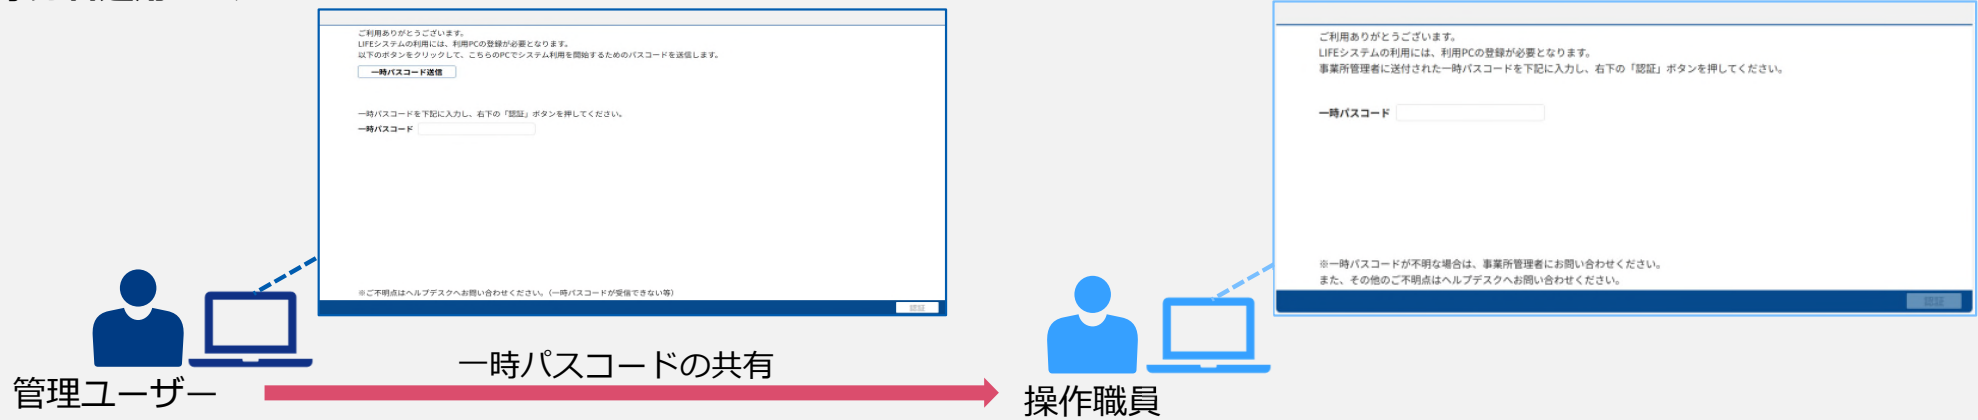 ご利用ありがとうございます。
LIFEシステムの利用には、利用PCの登録が必要となります。
以下のボタンをクリックして、こちらのPCでシステム利用を開始するためのパスコードを送信します。
一時パスコード送信
一時パスコードを下記に入力し、右下の「認証」ボタンを押してください。
一時パスコード
※ご不明点はヘルプデスクへお問い合わせください。（一時パスコードが受信できない等）
認証
ご利用ありがとうございます。
LIFEシステムの利用には、利用PCの登録が必要となります。
事業所管理者に送付された一時パスコードを下記に入力し、右下の「認証」ボタンを押してください。
一時パスコード
※一時パスコードが不明な場合は、事業所管理者にお問い合わせください。
また、その他のご不明点はヘルプデスクへお問い合わせください。
認証
管理ユーザー
一時パスコードの共有
操作職員